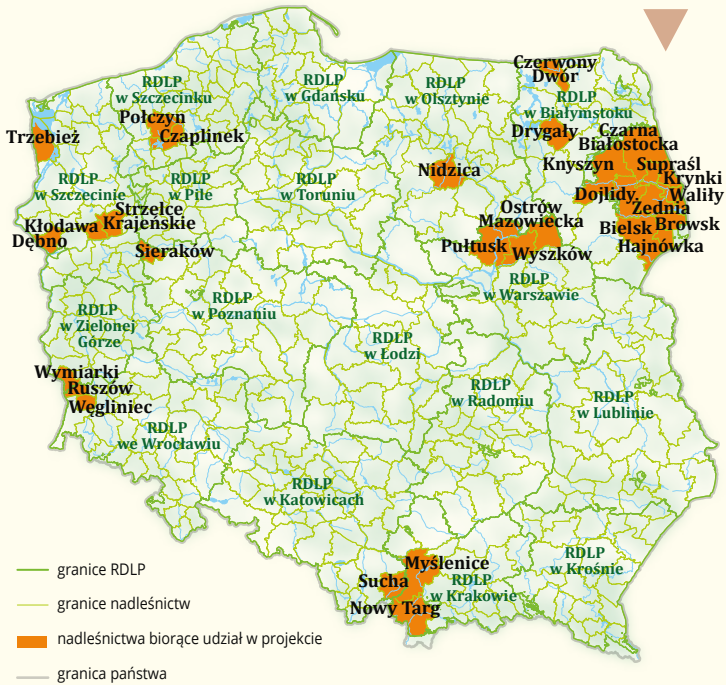 Czerwony
Dwór
RDLP
w Szczecinku
RDLP
w Gdańsku
RDLP
w Olsztynie
RDLP
w Białymstoku
Połczyn
Czaplinek
Trzebież
Drygały
Czarna
Białostocka
Knyszyn
Supraśl
Krynki
Nidzica
RDLP
w Szczecinie
RDLP
w Pile
RDLP
w Toruniu
Dojlidy
Waliły
Żednia
Strzelce
Krajeńskie
Kłodawa
Dębno
Ostrów
Mazowiecka
Bielsk
Browsk
Hajnówka
Sieraków
Pułtusk
Wyszków
RDLP
w Warszawie
RDLP
w Zielonej
Górze
RDLP
w Poznaniu
RDLP
w Łodzi
Wymiarki
Ruszów
Węgliniec
RDLP
w Radomiu
RDLP
w Lublinie
RDLP
we Wrocławiu
RDLP
w Katowicach
Myślenice
Sucha
RDLP
w Krakowie
Nowy Targ
RDLP
w Krośnie
granice RDLP
granice nadleśnictw
nadleśnictwa biorące udział w projekcie
granica państwa